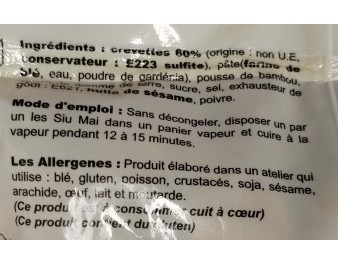 Ingrédients : crevettes 60% (origine : non U.E,
conservateur : E223 sulfite), pâte(farine de
blé, eau, poudre de gardénia), pousse de bambou,
de terre, sucre, sel, exhausteur de
goût : E621, huile de sésame, poivre.
Mode d'emploi : Sans décongeler, disposer un par
un les Siu Mai dans un panier vapeur et cuire à la
vapeur pendant 12 à 15 minutes.
Les Allergenes : Produit élaboré dans un atelier qui
utilise : blé, gluten, poisson, crustacés, soja, sésame,
arachide, œuf, lait et moutarde.
(Ce produit est à consommer cuit à cœur)
(Ce produit contient du gluten)